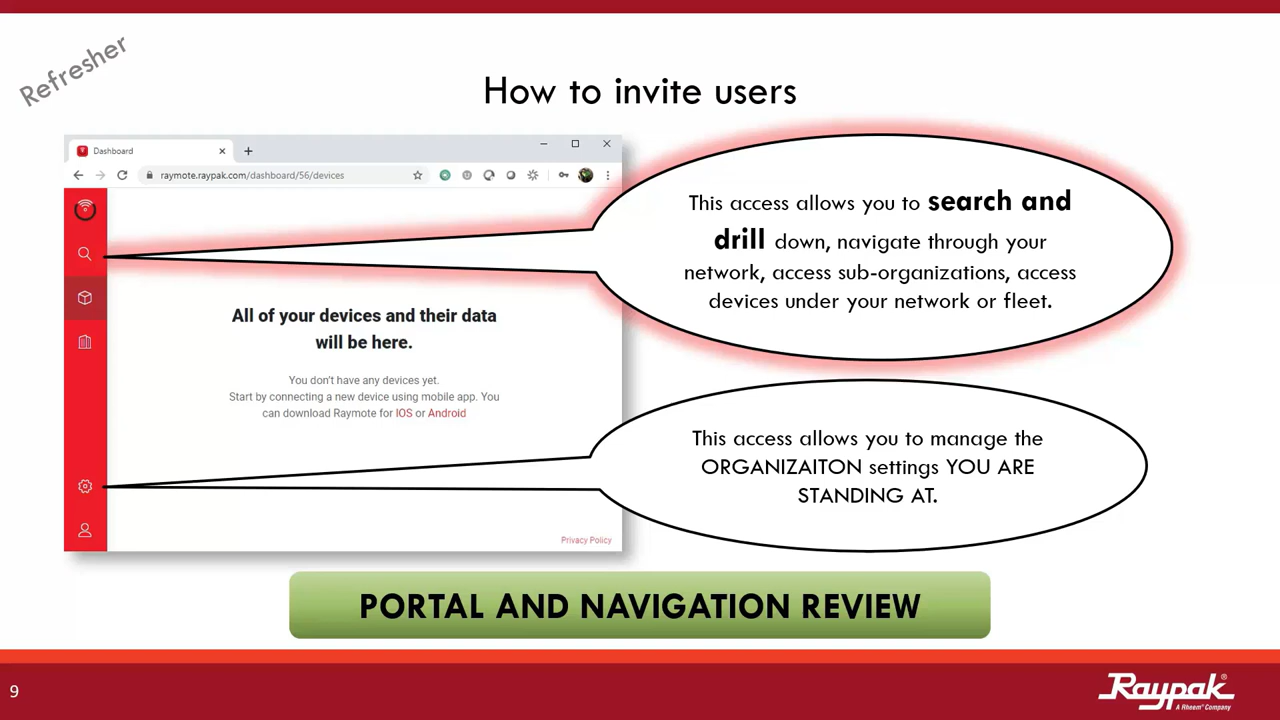 Refresher
How to invite users
Dashboard
raymote.raypak.com/dashboard/56/devices
This access allows you to search and
drill down, navigate through your
network, access sub-organizations, access
devices under your network or fleet.
All of your devices and their data
will be here.
You don't have any devices yet.
Start by connecting a new device using mobile app. You
can download Raymote for IOS or Android
This access allows you to manage the
ORGANIZAITON settings YOU ARE
STANDING AT.
Privacy Policy
PORTAL AND NAVIGATION REVIEW
9
Raypak®
A Rheem® Company